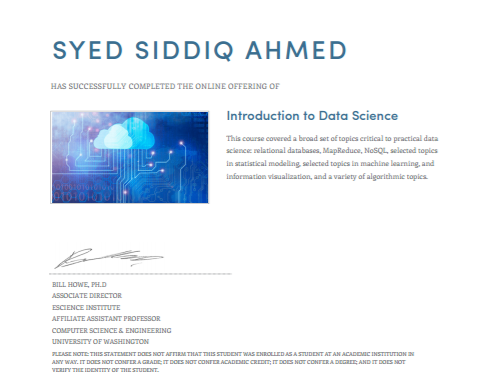 SYED SIDDIQ AHMED
HAS SUCCESSFULLY COMPLETED THE ONLINE OFFERING OF
Introduction to Data Science
This course covered a broad set of topics critical to practical data
science: relational databases, MapReduce, NoSQL, selected topics
in statistical modeling, selected topics in machine learning, and
information visualization, and a variety of algorithmic topics.
BILL HOWE, PH.D
ASSOCIATE DIRECTOR
ESCIENCE INSTITUTE
AFFILIATE ASSISTANT PROFESSOR
COMPUTER SCIENCE & ENGINEERING
UNIVERSITY OF WASHINGTON
PLEASE NOTE: THIS STATEMENT DOES NOT AFFIRM THAT THIS STUDENT WAS ENROLLED AS A STUDENT AT AN ACADEMIC INSTITUTION IN
ANY WAY. IT DOES NOT CONFER A GRADE; IT DOES NOT CONFER ACADEMIC CREDIT; IT DOES NOT CONFER A DEGREE; AND IT DOES NOT
VERIFY THE IDENTITY OF THE STUDENT.